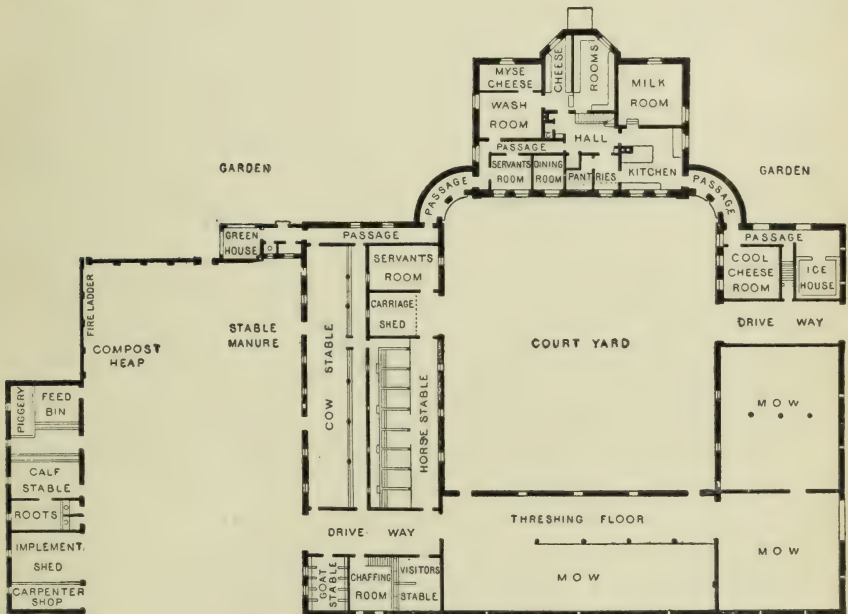 MYSE
CHEESE
CHEESE
ROOMS
MILK
ROOM
WASH
ROOM
HALL
PASSAGE
GARDEN
SERVANTS
ROOM
DINING
ROOM
PANTRIES
KITCHEN
GARDEN
PASSAGE
PASSAGE
GREEN
HOUSE
PASSAGE
PASSAGE
SERVANTS
ROOM
COOL
CHEESE
ROOM
ICE
HOUSE
FIRE LADDER
CARRIAGE
SHED
DRIVE WAY
STABLE
MANURE
COMPOST
HEAP
COW STABLE
COURT YARD
HORSE STABLE
PIGGERY
FEED
BIN
MOW
CALF
STABLE
ROOTS
THRESHING FLOOR
DRIVE WAY
IMPLEMENT
SHED
MOW
GOAT
STABLE
CHAFFING
ROOM
VISITORS
STABLE
MOW
CARPENTER
SHOP